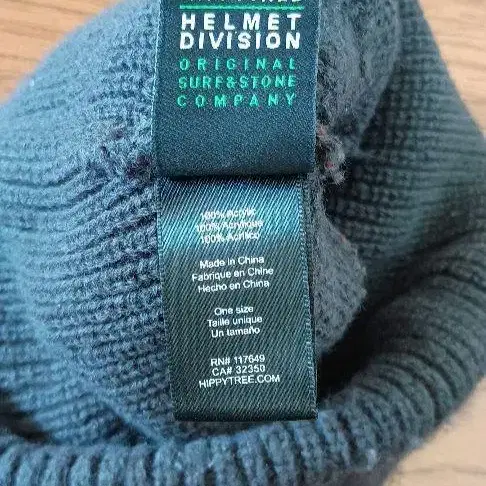 HELMET
DIVISION
ORIGINAL
SURF&STONE
COMPANY
100% Acrylic
100% Acrylique
100% Acrílico
Made in China
Fabriqué en Chine
Hecho en China
One size
Taille unique
Un tamaño
RN# 117649
CA# 32350
HIPPYTREE.COM